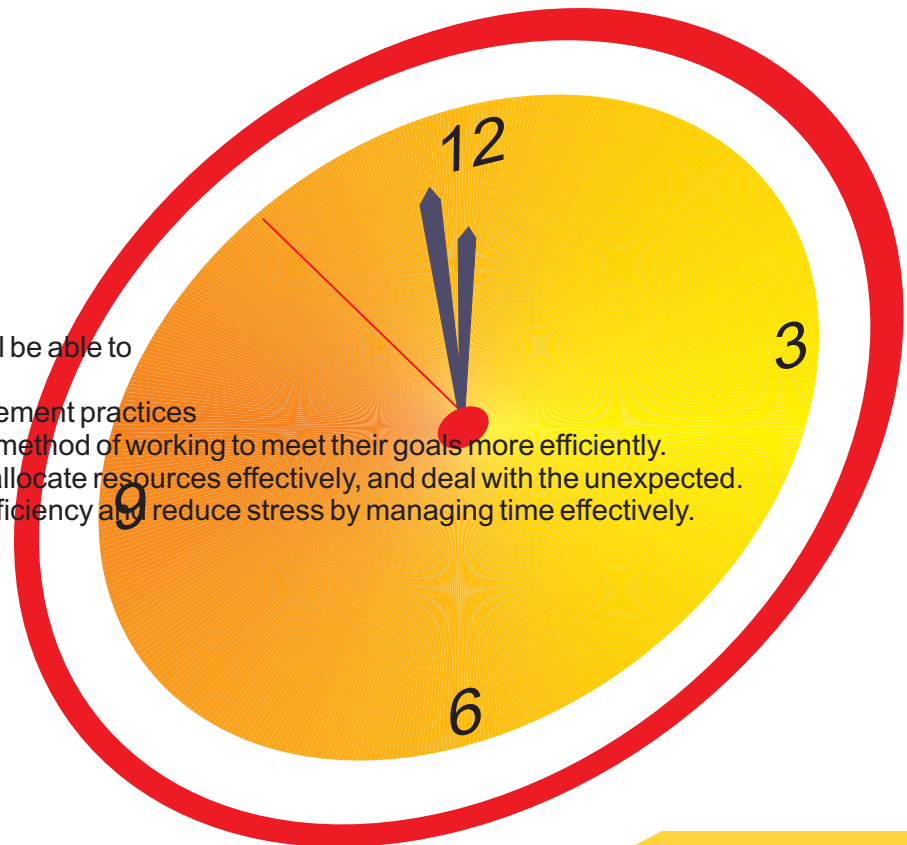 12
3
l be able to
ement practices
method of working to meet their goals more efficiently.
allocate resources effectively, and deal with the unexpected.
9
ficiency and reduce stress by managing time effectively.
6